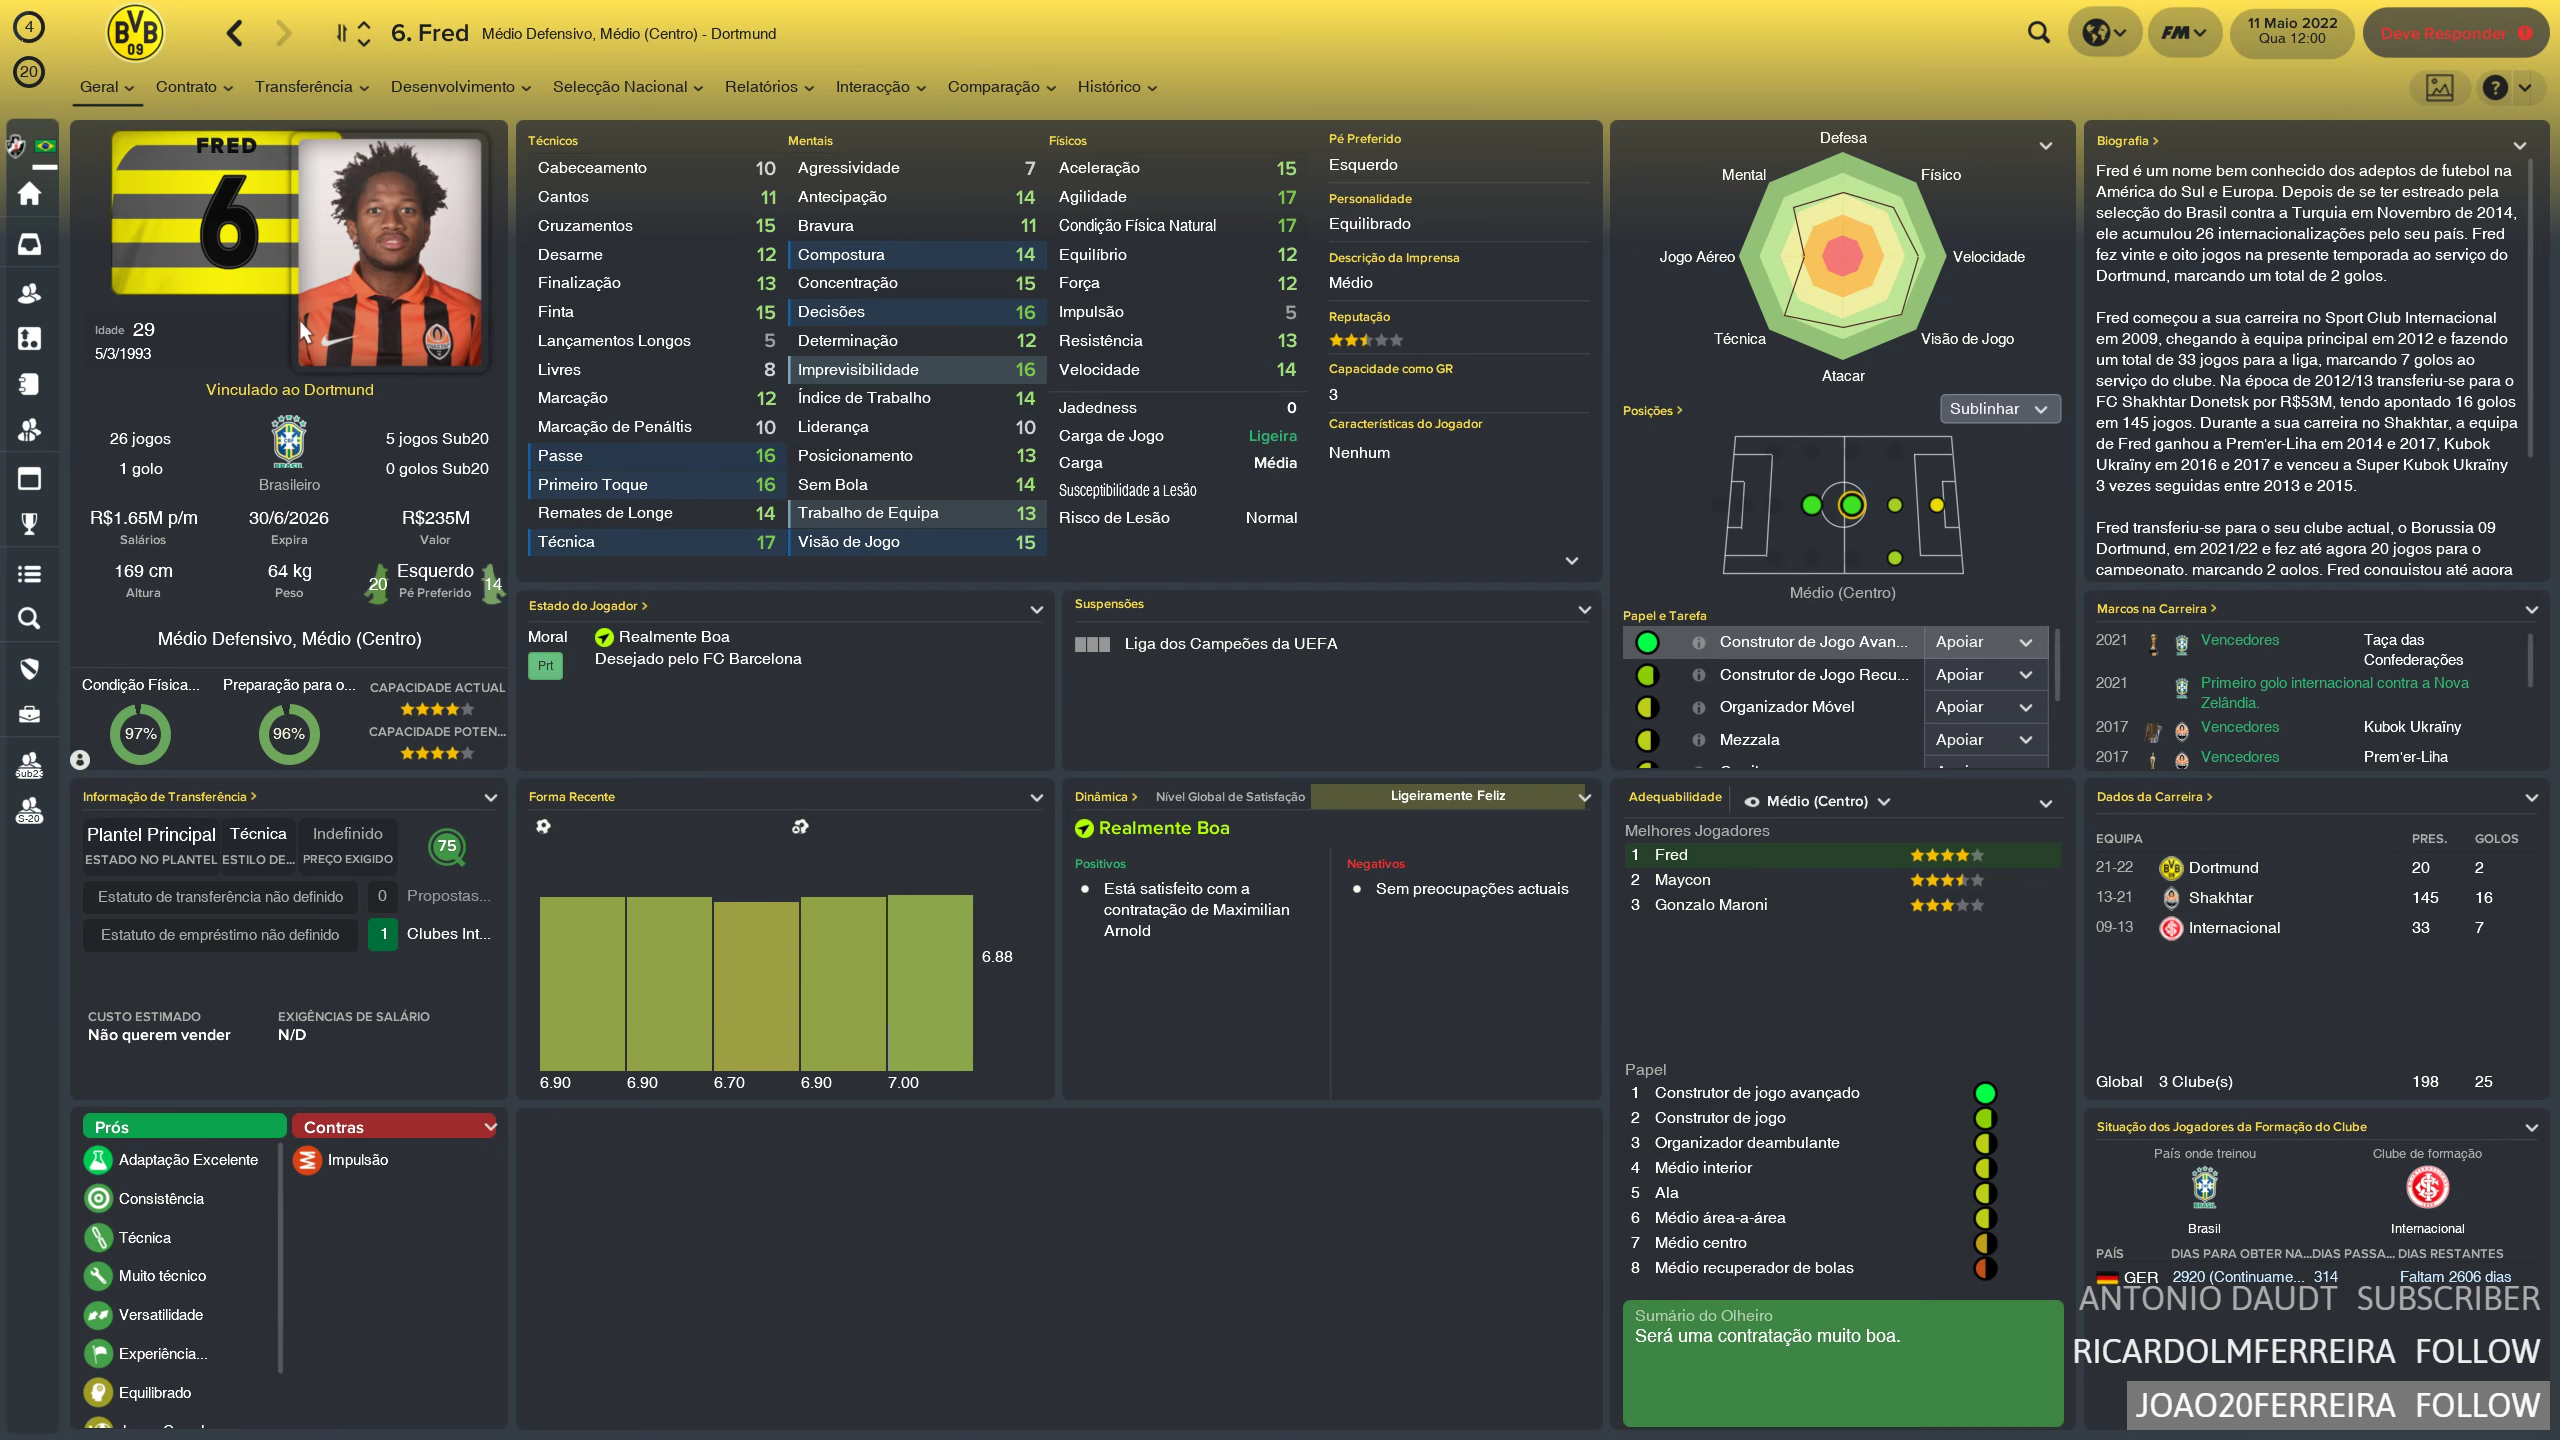 4
20
6. Fred Médio Defensivo, Médio (Centro) - Dortmund
FM
11 Maio 2022
Qua 12:00
Deve Responder
Geral Contrato Transferência Desenvolvimento Selecção Nacional Relatórios Interacção Comparação Histórico
FRED
6
Idade 29
5/3/1993
Vinculado ao Dortmund
26 jogos
1 golo
Brasileiro
5 jogos Sub20
0 golos Sub20
R$1.65M p/m
Salários
30/6/2026
Expira
R$235M
Valor
169 cm
Altura
64 kg
Peso
20 Esquerdo 14
Pé Preferido
Médio Defensivo, Médio (Centro)
Condição Física...
97%
Preparação para o...
96%
CAPACIDADE ACTUAL
CAPACIDADE POTEN...
Sub23
S-20
Técnicos
Cabeceamento 10
Cantos 11
Cruzamentos 15
Desarme 12
Finalização 13
Finta 15
Lançamentos Longos 5
Livres 8
Marcação 12
Marcação de Penáltis 10
Passe 16
Primeiro Toque 16
Remates de Longe 14
Técnica 17
Mentais
Agressividade 7
Antecipação 14
Bravura 11
Compostura 14
Concentração 15
Decisões 16
Determinação 12
Imprevisibilidade 16
Índice de Trabalho 14
Liderança 10
Posicionamento 13
Sem Bola 14
Trabalho de Equipa 13
Visão de Jogo 15
Físicos
Aceleração 15
Agilidade 17
Condição Física Natural 17
Equilíbrio 12
Força 12
Impulsão 5
Resistência 13
Velocidade 14
Jadedness 0
Carga de Jogo Ligeira
Carga Média
Susceptibilidade a Lesão
Risco de Lesão Normal
Pé Preferido
Esquerdo
Personalidade
Equilibrado
Descrição da Imprensa
Médio
Reputação
Capacidade como GR
3
Características do Jogador
Nenhum
Defesa
Mental
Físico
Jogo Aéreo
Velocidade
Técnica
Visão de Jogo
Atacar
Posições >
Sublinhar
Médio (Centro)
Papel e Tarefa
Construtor de Jogo Avan... Apoiar
Construtor de Jogo Recu... Apoiar
Organizador Móvel Apoiar
Mezzala Apoiar
Biografia >
Fred é um nome bem conhecido dos adeptos de futebol na
América do Sul e Europa. Depois de se ter estreado pela
selecção do Brasil contra a Turquia em Novembro de 2014,
ele acumulou 26 internacionalizações pelo seu país. Fred
fez vinte e oito jogos na presente temporada ao serviço do
Dortmund, marcando um total de 2 golos.
Fred começou a sua carreira no Sport Club Internacional
em 2009, chegando à equipa principal em 2012 e fazendo
um total de 33 jogos para a liga, marcando 7 golos ao
serviço do clube. Na época de 2012/13 transferiu-se para o
FC Shakhtar Donetsk por R$53M, tendo apontado 16 golos
em 145 jogos. Durante a sua carreira no Shakhtar, a equipa
de Fred ganhou a Prem'er-Liha em 2014 e 2017, Kubok
Ukraïny em 2016 e 2017 e venceu a Super Kubok Ukraïny
3 vezes seguidas entre 2013 e 2015.
Fred transferiu-se para o seu clube actual, o Borussia 09
Dortmund, em 2021/22 e fez até agora 20 jogos para o
campeonato, marcando 2 golos. Fred conquistou até agora
Estado do Jogador >
Moral Realmente Boa
Prt Desejado pelo FC Barcelona
Suspensões
Liga dos Campeões da UEFA
Marcos na Carreira >
2021 Vencedores Taça das
Confederações
2021 Primeiro golo internacional contra a Nova
Zelândia.
2017 Vencedores Kubok Ukraïny
2017 Vencedores Prem'er-Liha
Informação de Transferência >
Plantel Principal
ESTADO NO PLANTEL
Técnica
ESTILO DE...
Indefinido
PREÇO EXIGIDO
75
Estatuto de transferência não definido 0 Propostas...
Estatuto de empréstimo não definido 1 Clubes Int...
CUSTO ESTIMADO
Não querem vender
EXIGÊNCIAS DE SALÁRIO
N/D
Forma Recente
6.88
6.90 6.90 6.70 6.90 7.00
Dinâmica > Nível Global de Satisfação Ligeiramente Feliz
Realmente Boa
Positivos
Está satisfeito com a
contratação de Maximilian
Arnold
Negativos
Sem preocupações actuais
Adequabilidade Médio (Centro)
Melhores Jogadores
1 Fred
2 Maycon
3 Gonzalo Maroni
Papel
1 Construtor de jogo avançado
2 Construtor de jogo
3 Organizador deambulante
4 Médio interior
5 Ala
6 Médio área-a-área
7 Médio centro
8 Médio recuperador de bolas
Sumário do Olheiro
Será uma contratação muito boa.
Dados da Carreira >
EQUIPA PRES. GOLOS
21-22 Dortmund 20 2
13-21 Shakhtar 145 16
09-13 Internacional 33 7
Global 3 Clube(s) 198 25
Prós
Adaptação Excelente
Consistência
Técnica
Muito técnico
Versatilidade
Experiência...
Equilibrado
Contras
Impulsão
Situação dos Jogadores da Formação do Clube
País onde treinou
Brasil
Clube de formação
Internacional
PAÍS DIAS PARA OBTER NA... DIAS PASSA... DIAS RESTANTES
GER 2920 (Continuame... 314 Faltam 2606 dias
ANTONIO DAUDT SUBSCRIBER
RICARDOLMFERREIRA FOLLOW
JOAO20FERREIRA FOLLOW